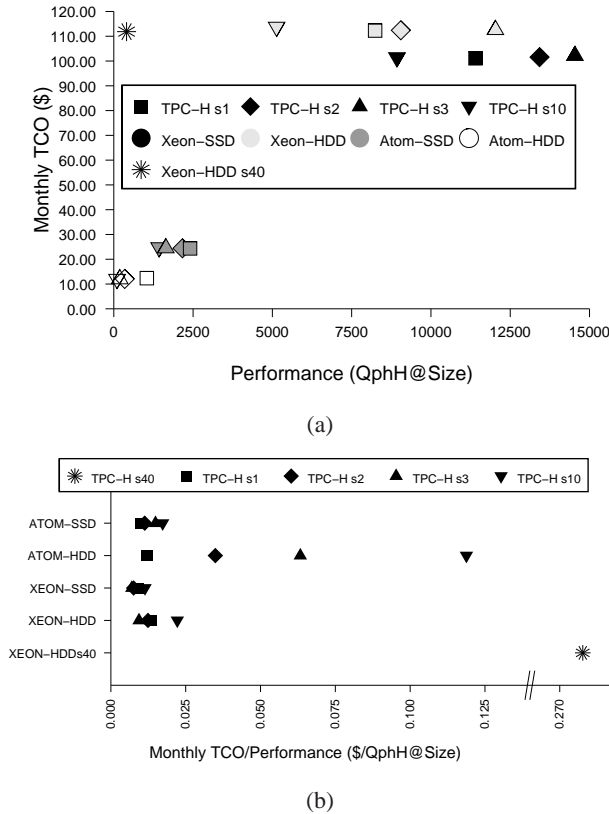 120.00
110.00
100.00
90.00
80.00
70.00
60.00
50.00
40.00
30.00
20.00
10.00
0.00
Monthly TCO ($)
TPC−H s1 TPC−H s2 TPC−H s3 TPC−H s10
Xeon−SSD Xeon−HDD Atom−SSD Atom−HDD
Xeon−HDD s40
0 2500 5000 7500 10000 12500 15000
Performance (QphH@Size)
(a)
TPC−H s40 TPC−H s1 TPC−H s2 TPC−H s3 TPC−H s10
ATOM−SSD
ATOM−HDD
XEON−SSD
XEON−HDD
XEON−HDDs40
0.000 0.025 0.050 0.075 0.100 0.125 0.270
Monthly TCO/Performance ($/QphH@Size)
(b)